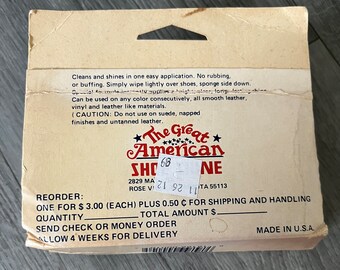 Cleans and shines in one easy application. No rubbing,
or buffing. Simply wipe lightly over shoes, sponge side down.
Can be used on any color consecutively, all smooth leather,
vinyl and leather like materials.
( CAUTION: Do not use on suede, napped
finishes and untanned leather.
The Great
American
SHO NE
2829 MA
ROSE V TA 55113
REORDER:
ONE FOR $ 3.00 (EACH) PLUS 0.50 ¢ FOR SHIPPING AND HANDLING
QUANTITY TOTAL AMOUNT $
SEND CHECK OR MONEY ORDER
ALLOW 4 WEEKS FOR DELIVERY
MADE IN U.S.A.